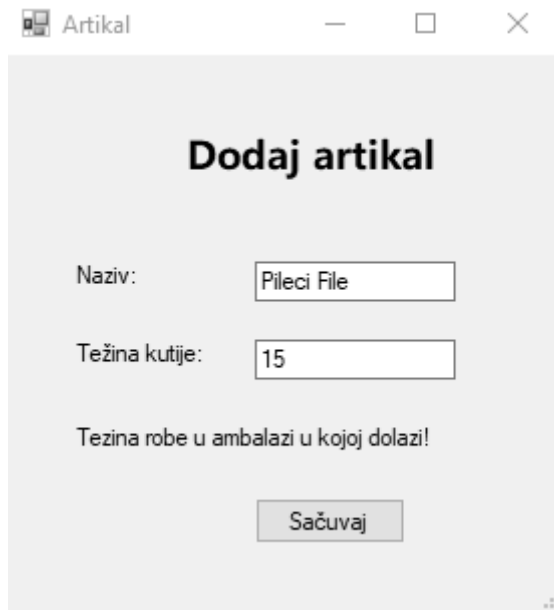 Artikal
Dodaj artikal
Naziv: Pileci File
Težina kutije: 15
Tezina robe u ambalazi u kojoj dolazi!
Sačuvaj